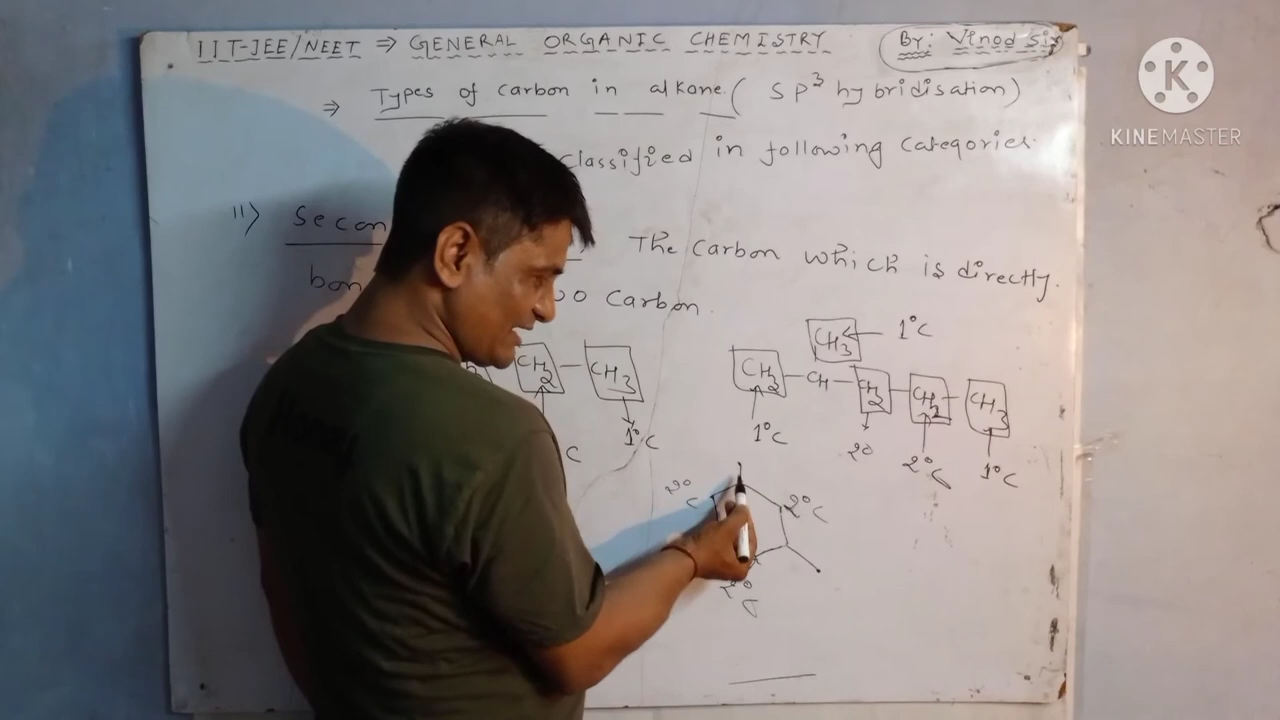 IIT-JEE/NEET ⇒ GENERAL ORGANIC CHEMISTRY By: Vinod Sir
⇒ Types of carbon in alkane ( SP³ hybridisation)
classified in following categories.
11) Secon The carbon which is directly.
bon carbon.
CH3 ← 1°C
CH2 — CH3 CH2 — CH — CH2 — CH2 — CH3
C 1°C 1°C 2° 2°C 1°C
2°C 2°C
2°C
K
KINEMASTER